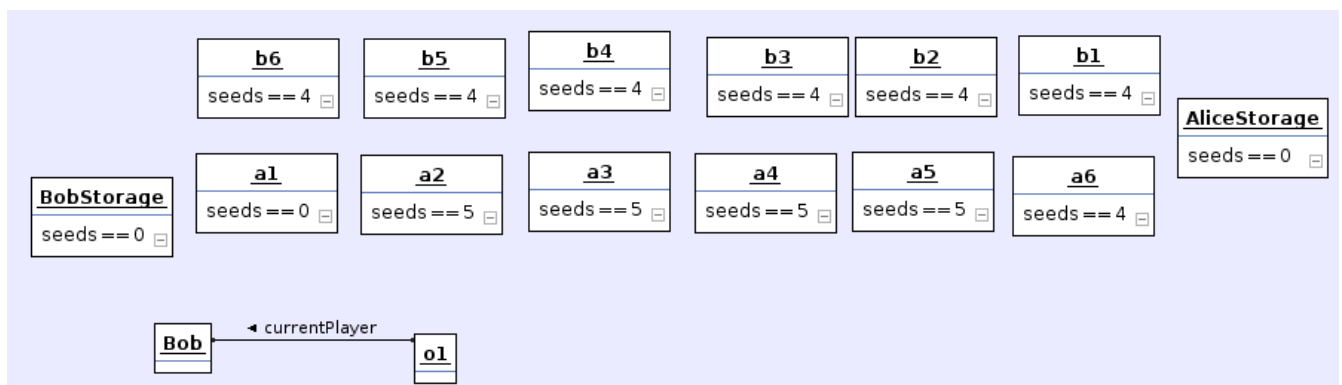 b6
seeds == 4
b5
seeds == 4
b4
seeds == 4
b3
seeds == 4
b2
seeds == 4
b1
seeds == 4
AliceStorage
seeds == 0
BobStorage
seeds == 0
a1
seeds == 0
a2
seeds == 5
a3
seeds == 5
a4
seeds == 5
a5
seeds == 5
a6
seeds == 4
◄ currentPlayer
Bob
o1